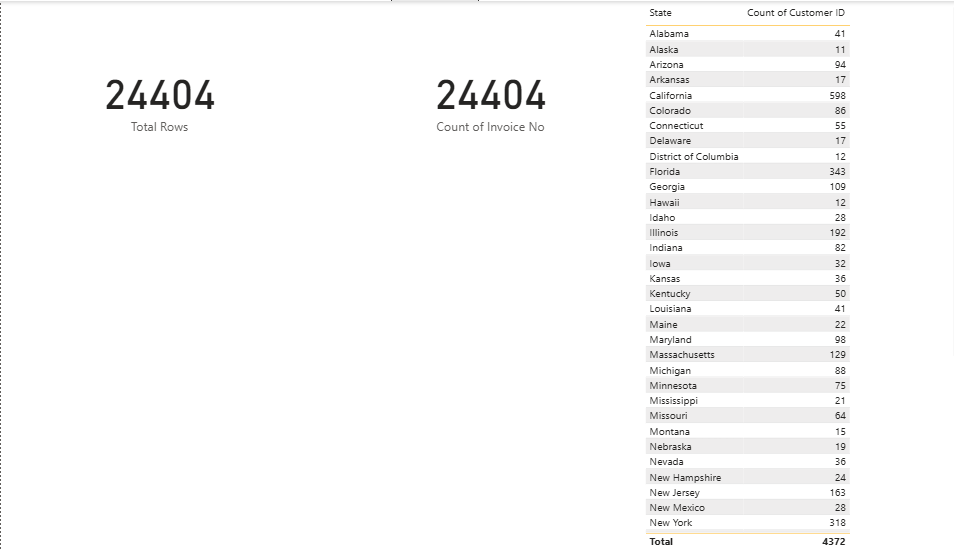 24404
Total Rows
24404
Count of Invoice No
State Count of Customer ID
Alabama 41
Alaska 11
Arizona 94
Arkansas 17
California 598
Colorado 86
Connecticut 55
Delaware 17
District of Columbia 12
Florida 343
Georgia 109
Hawaii 12
Idaho 28
Illinois 192
Indiana 82
Iowa 32
Kansas 36
Kentucky 50
Louisiana 41
Maine 22
Maryland 98
Massachusetts 129
Michigan 88
Minnesota 75
Mississippi 21
Missouri 64
Montana 15
Nebraska 19
Nevada 36
New Hampshire 24
New Jersey 163
New Mexico 28
New York 318
Total 4372